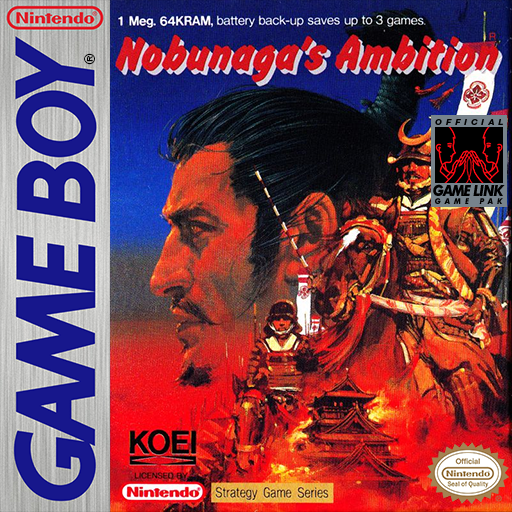 Nintendo
®
GAME BOY
1 Meg. 64KRAM, battery back-up saves up to 3 games.
Nobunaga's Ambition
OFFICIAL
GAME LINK
GAME PAK
KOEI
LICENSED BY
Nintendo
Strategy Game Series
Official
Nintendo
Seal of Quality